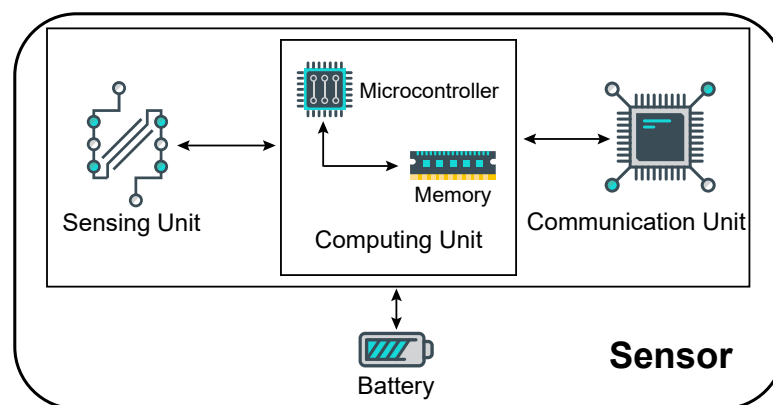 Microcontroller
Memory
Sensing Unit
Computing Unit
Communication Unit
Battery
Sensor